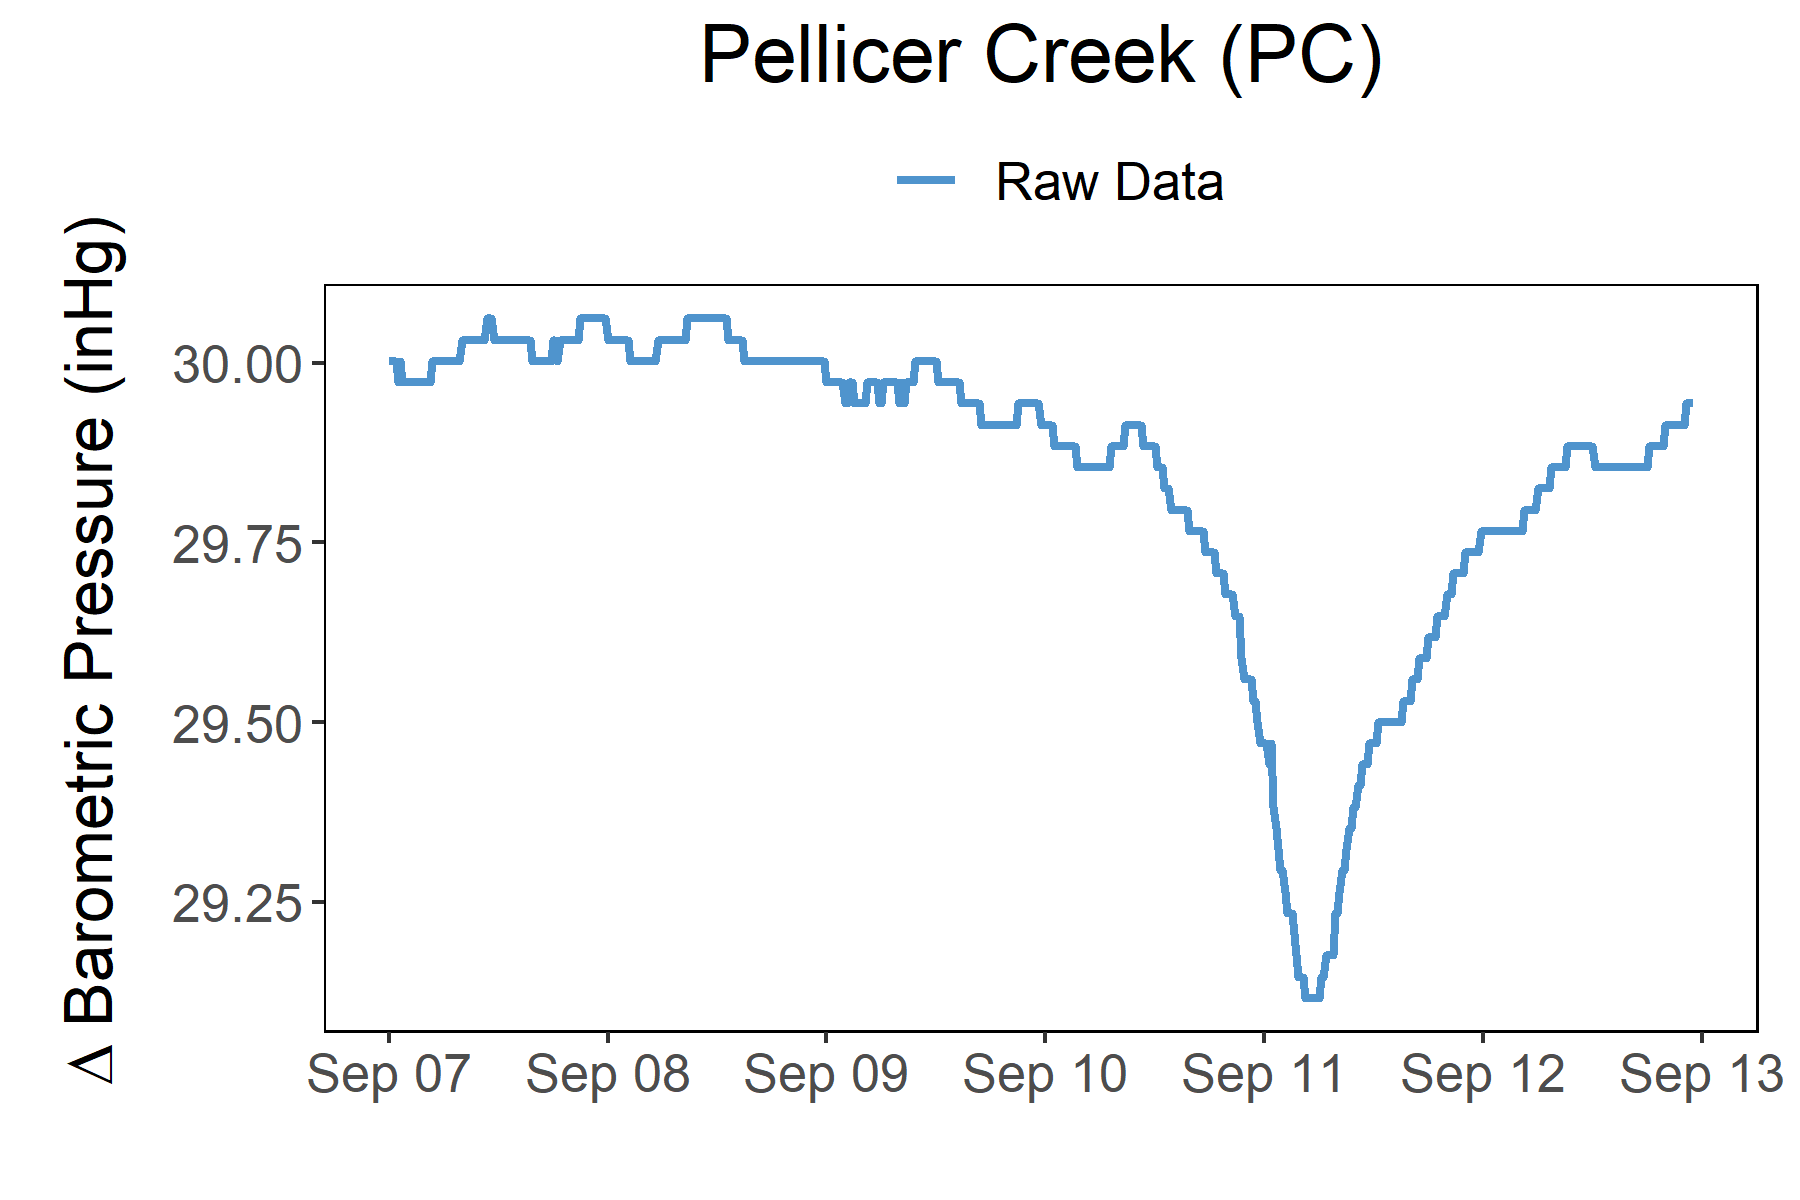 Pellicer Creek (PC)
Raw Data
Δ Barometric Pressure (inHg)
30.00
29.75
29.50
29.25
Sep 07
Sep 08
Sep 09
Sep 10
Sep 11
Sep 12
Sep 13